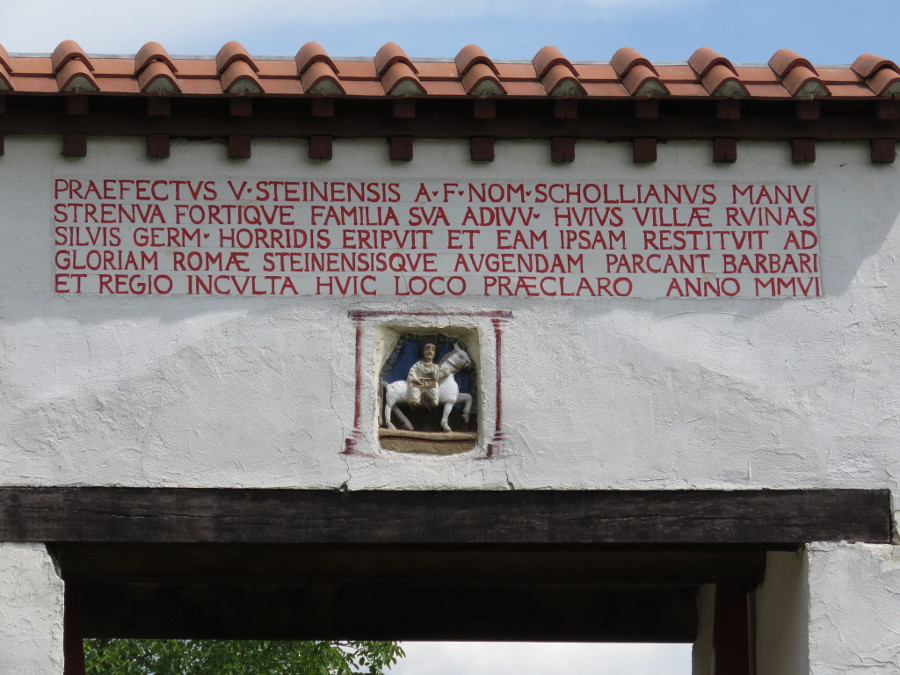 PRAEFECTVS V·STEINENSIS A·F·NOM·SCHOLLIANVS MANV
STRENVA FORTIQVE FAMILIA SVA ADIVV· HVIVS VILLÆ RVINAS
SILVIS GERM· HORRIDIS ERIPVIT ET EAM IPSAM RESTITVIT AD
GLORIAM ROMÆ STEINENSISQVE AVGENDAM PARCANT BARBARI
ET REGIO INCVLTA HVIC LOCO PRÆCLARO ANNO MMVI